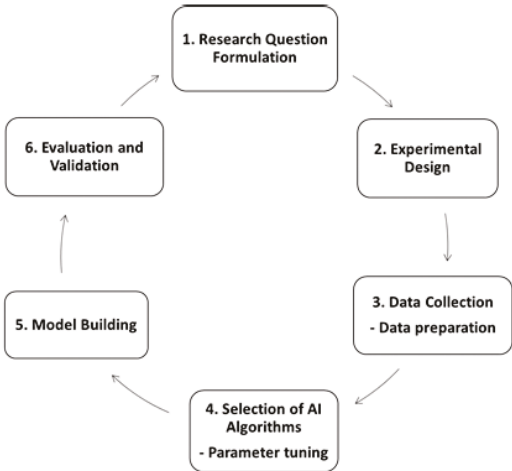 1. Research Question
Formulation
2. Experimental
Design
3. Data Collection
- Data preparation
4. Selection of AI
Algorithms
- Parameter tuning
5. Model Building
6. Evaluation and
Validation